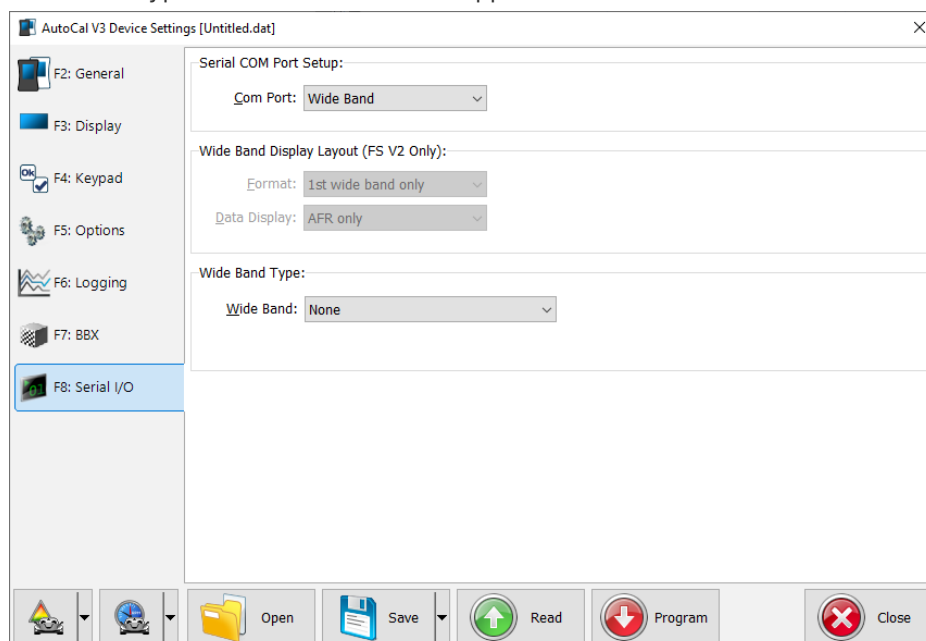 AutoCal V3 Device Settings [Untitled.dat]
F2: General
F3: Display
Ok
F4: Keypad
F5: Options
F6: Logging
F7: BBX
F8: Serial I/O
Serial COM Port Setup:
Com Port: Wide Band
Wide Band Display Layout (FS V2 Only):
Format: 1st wide band only
Data Display: AFR only
Wide Band Type:
Wide Band: None
Open
Save
Read
Program
Close